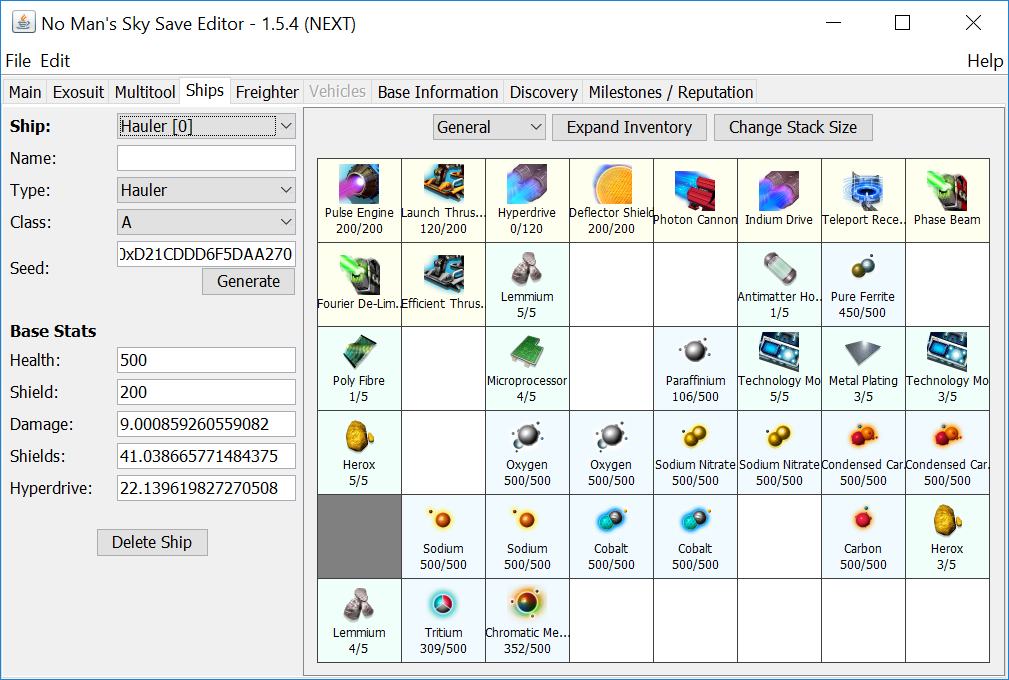 No Man's Sky Save Editor - 1.5.4 (NEXT)
File Edit Help
Main Exosuit Multitool Ships Freighter Vehicles Base Information Discovery Milestones / Reputation
Ship: Hauler [0]
Name:
Type: Hauler
Class: A
Seed: 0xD21CDDD6F5DAA270
Generate
Base Stats
Health: 500
Shield: 200
Damage: 9.000859260559082
Shields: 41.038665771484375
Hyperdrive: 22.139619827270508
Delete Ship
General Expand Inventory Change Stack Size
Pulse Engine Launch Thrus... Hyperdrive Deflector Shield Photon Cannon Indium Drive Teleport Rece... Phase Beam
200/200 120/200 0/120 200/200
Fourier De-Lim... Efficient Thrus... Lemmium Antimatter Ho... Pure Ferrite
5/5 1/5 450/500
Poly Fibre Microprocessor Paraffinium Technology Mo Metal Plating Technology Mo
1/5 4/5 106/500 5/5 3/5 3/5
Herox Oxygen Oxygen Sodium Nitrate Sodium Nitrate Condensed Car... Condensed Car...
5/5 500/500 500/500 500/500 500/500 500/500 500/500
Sodium Sodium Cobalt Cobalt Carbon Herox
500/500 500/500 500/500 500/500 500/500 3/5
Lemmium Tritium Chromatic Me...
4/5 309/500 352/500